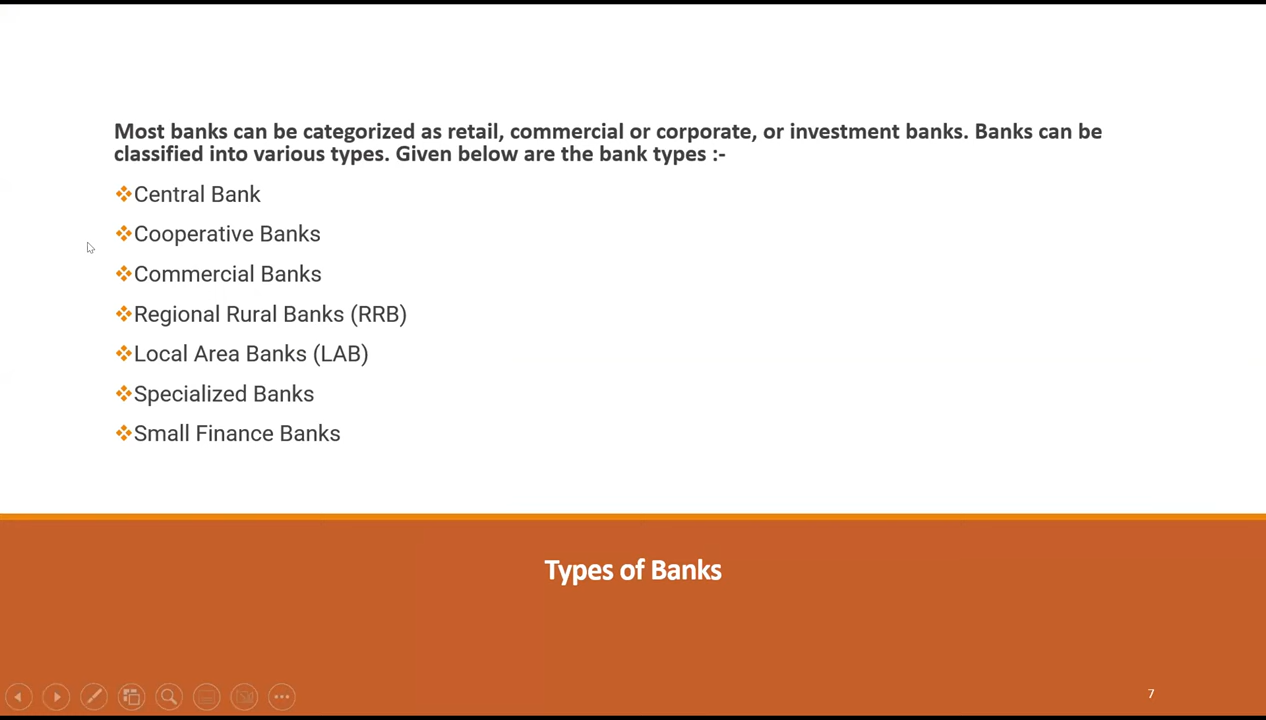 Most banks can be categorized as retail, commercial or corporate, or investment banks. Banks can be
classified into various types. Given below are the bank types :-
Central Bank
Cooperative Banks
Commercial Banks
Regional Rural Banks (RRB)
Local Area Banks (LAB)
Specialized Banks
Small Finance Banks
Types of Banks
7